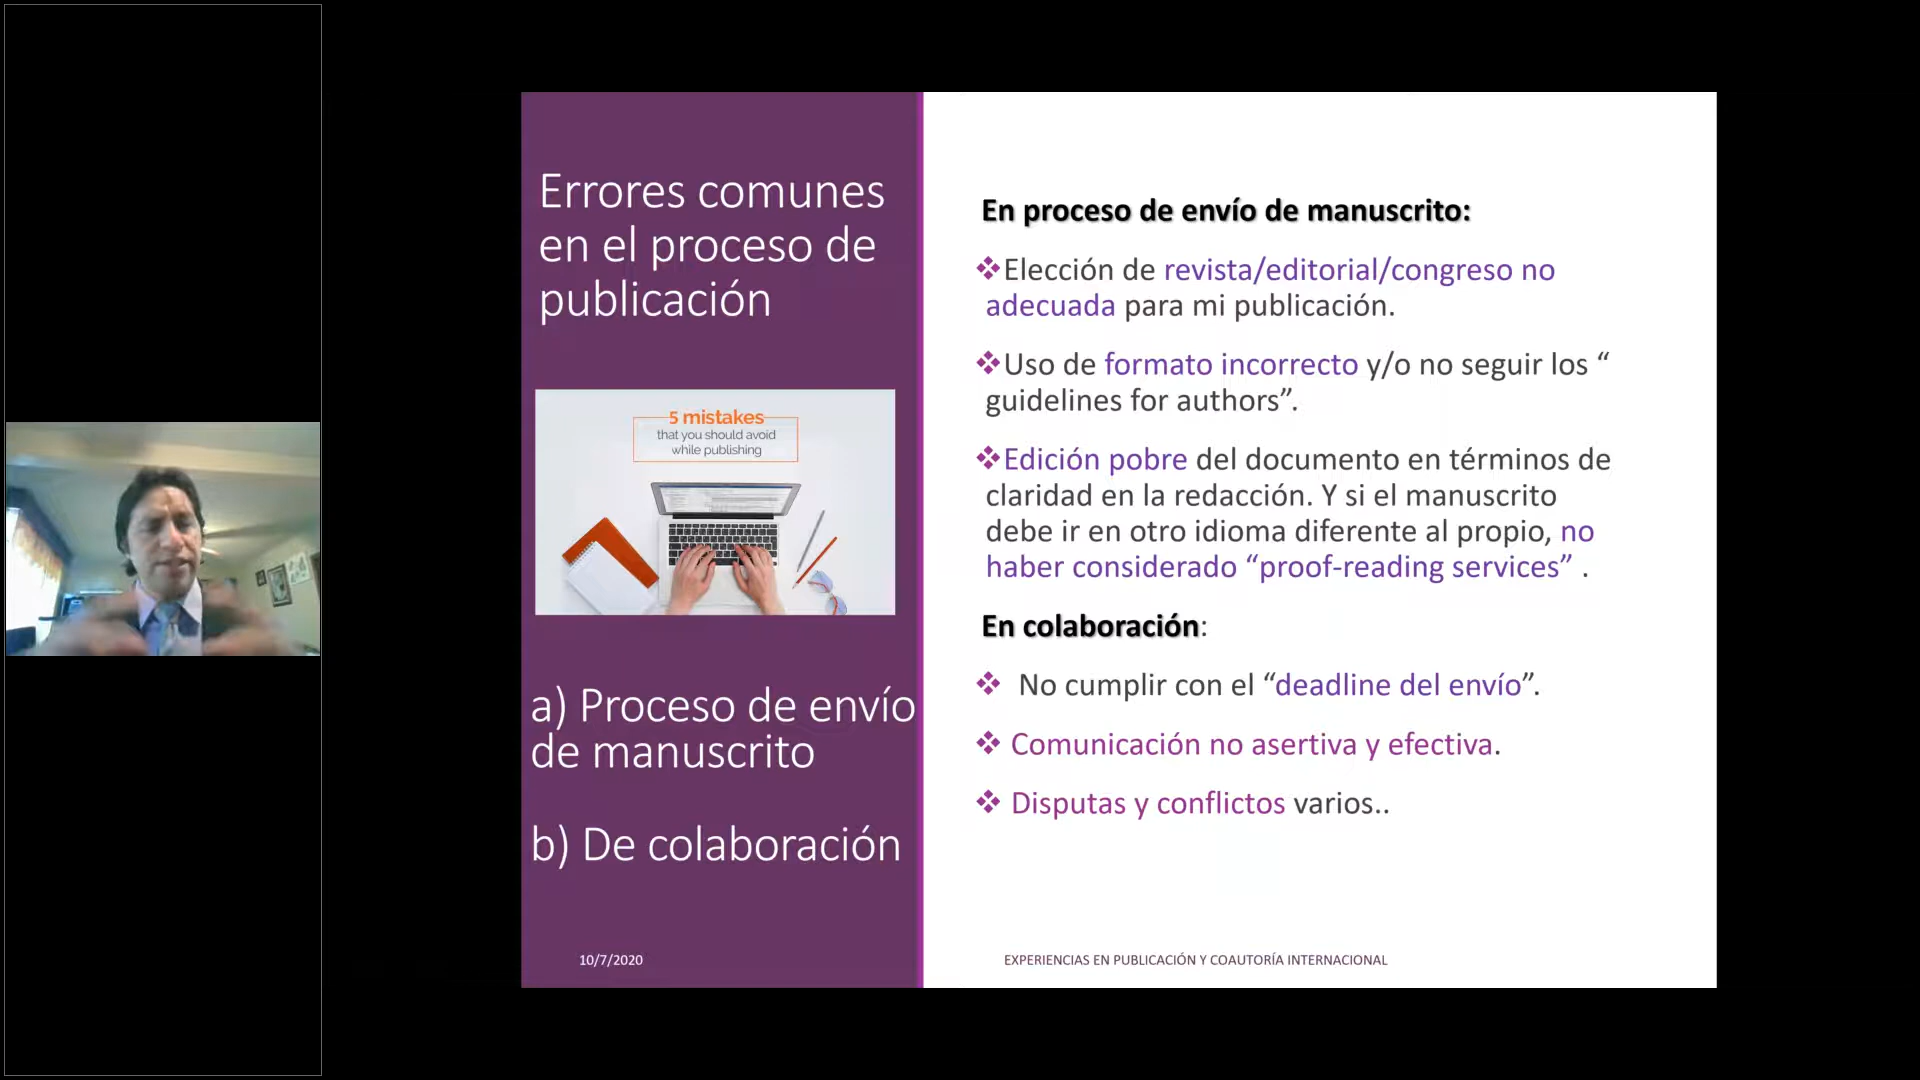 Errores comunes
en el proceso de
publicación
5 mistakes
that you should avoid
while publishing
a) Proceso de envío
de manuscrito
b) De colaboración
10/7/2020
En proceso de envío de manuscrito:
❖Elección de revista/editorial/congreso no
adecuada para mi publicación.
❖Uso de formato incorrecto y/o no seguir los “
guidelines for authors”.
❖Edición pobre del documento en términos de
claridad en la redacción. Y si el manuscrito
debe ir en otro idioma diferente al propio, no
haber considerado “proof-reading services” .
En colaboración:
❖ No cumplir con el “deadline del envío”.
❖ Comunicación no asertiva y efectiva.
❖ Disputas y conflictos varios..
EXPERIENCIAS EN PUBLICACIÓN Y COAUTORÍA INTERNACIONAL